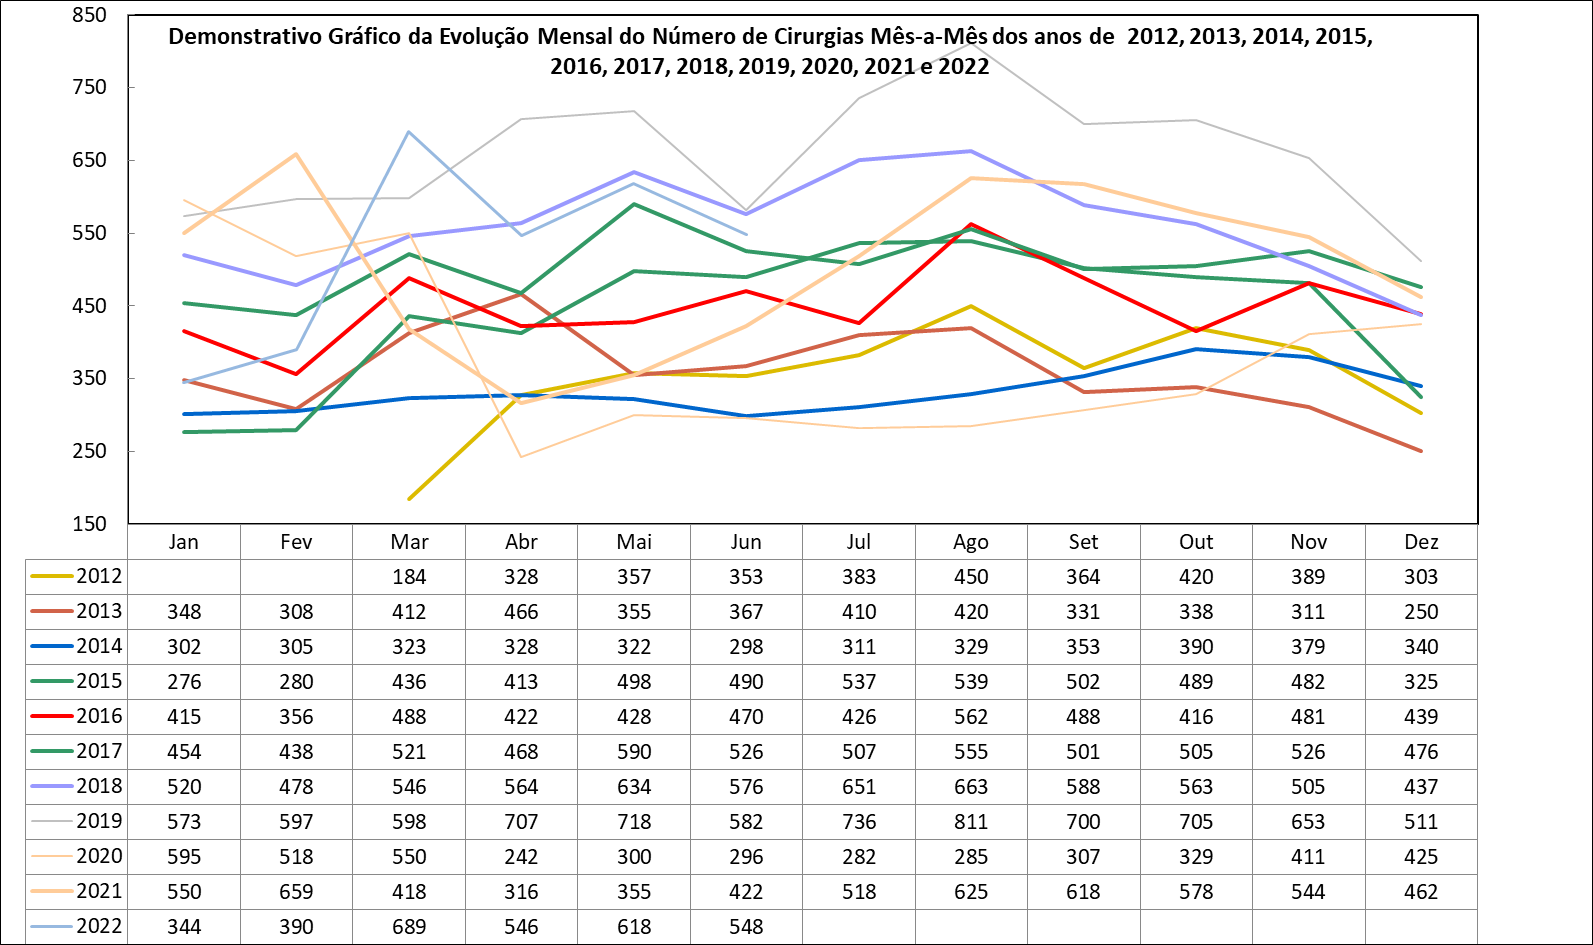 850
Demonstrativo Gráfico da Evolução Mensal do Número de Cirurgias Mês-a-Mês dos anos de 2012, 2013, 2014, 2015,
2016, 2017, 2018, 2019, 2020, 2021 e 2022
750
650
550
450
350
250
150
Jan Fev Mar Abr Mai Jun Jul Ago Set Out Nov Dez
2012 184 328 357 353 383 450 364 420 389 303
2013 348 308 412 466 355 367 410 420 331 338 311 250
2014 302 305 323 328 322 298 311 329 353 390 379 340
2015 276 280 436 413 498 490 537 539 502 489 482 325
2016 415 356 488 422 428 470 426 562 488 416 481 439
2017 454 438 521 468 590 526 507 555 501 505 526 476
2018 520 478 546 564 634 576 651 663 588 563 505 437
2019 573 597 598 707 718 582 736 811 700 705 653 511
2020 595 518 550 242 300 296 282 285 307 329 411 425
2021 550 659 418 316 355 422 518 625 618 578 544 462
2022 344 390 689 546 618 548